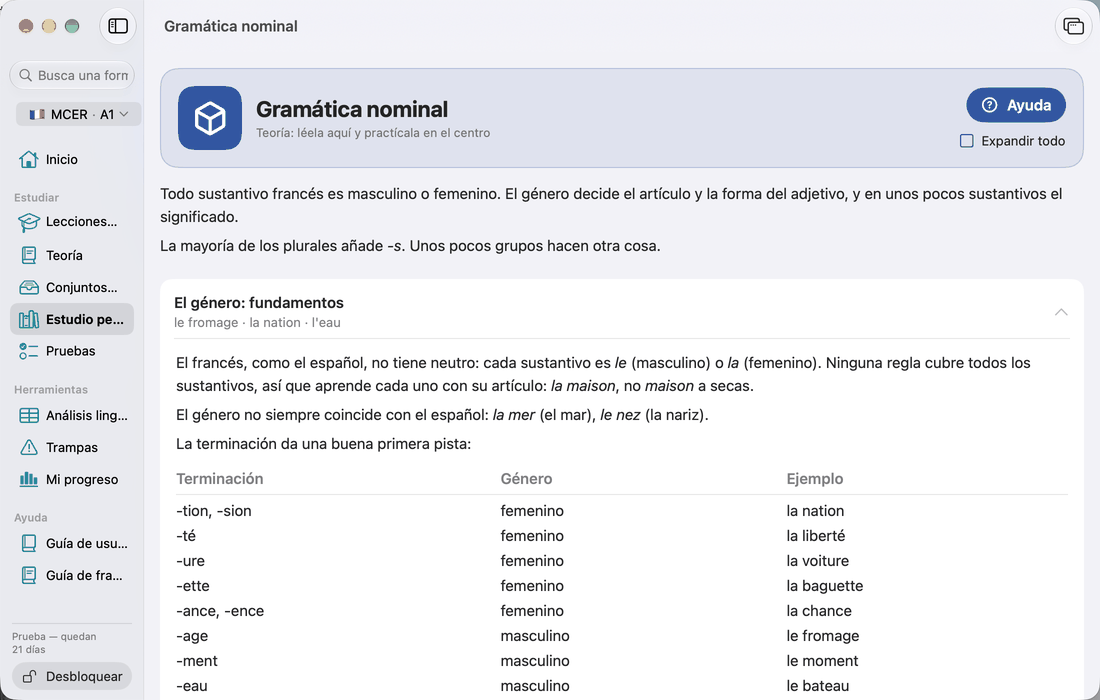 Gramática nominal
Busca una forn
MCER · A1
Inicio
Estudiar
Lecciones...
Teoría
Conjuntos...
Estudio pe...
Pruebas
Herramientas
Análisis ling...
Trampas
Mi progreso
Ayuda
Guía de usu...
Guía de fra...
Prueba — quedan
21 días
Desbloquear
Gramática nominal
Teoría: léela aquí y practícala en el centro
Ayuda
Expandir todo
Todo sustantivo francés es masculino o femenino. El género decide el artículo y la forma del adjetivo, y en unos pocos sustantivos el
significado.
La mayoría de los plurales añade -s. Unos pocos grupos hacen otra cosa.
El género: fundamentos
le fromage · la nation · l'eau
El francés, como el español, no tiene neutro: cada sustantivo es le (masculino) o la (femenino). Ninguna regla cubre todos los
sustantivos, así que aprende cada uno con su artículo: la maison, no maison a secas.
El género no siempre coincide con el español: la mer (el mar), le nez (la nariz).
La terminación da una buena primera pista:
Terminación Género Ejemplo
-tion, -sion femenino la nation
-té femenino la liberté
-ure femenino la voiture
-ette femenino la baguette
-ance, -ence femenino la chance
-age masculino le fromage
-ment masculino le moment
-eau masculino le bateau